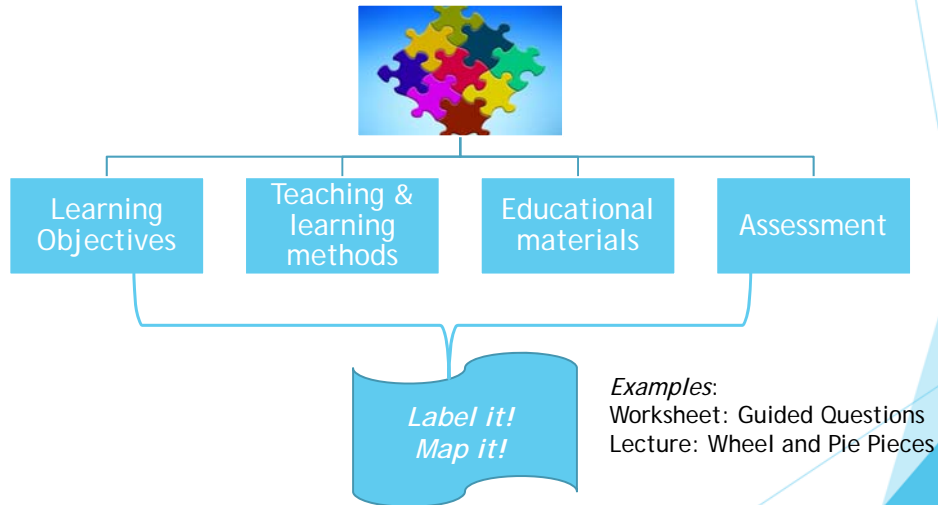 Learning
Objectives
Teaching &
learning
methods
Educational
materials
Assessment
Label it!
Map it!
Examples:
Worksheet: Guided Questions
Lecture: Wheel and Pie Pieces